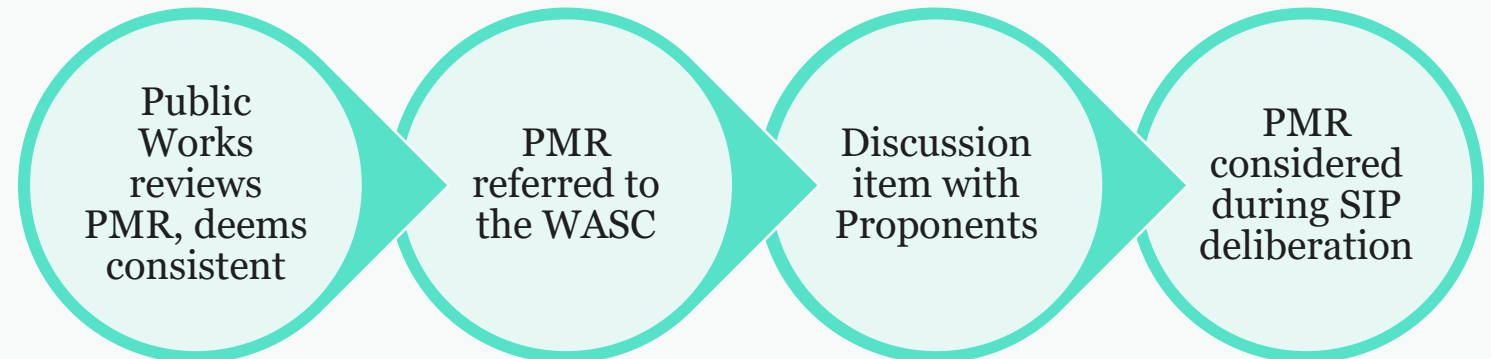 Public
Works
reviews
PMR, deems
consistent
PMR
referred to
the WASC
Discussion
item with
Proponents
PMR
considered
during SIP
deliberation